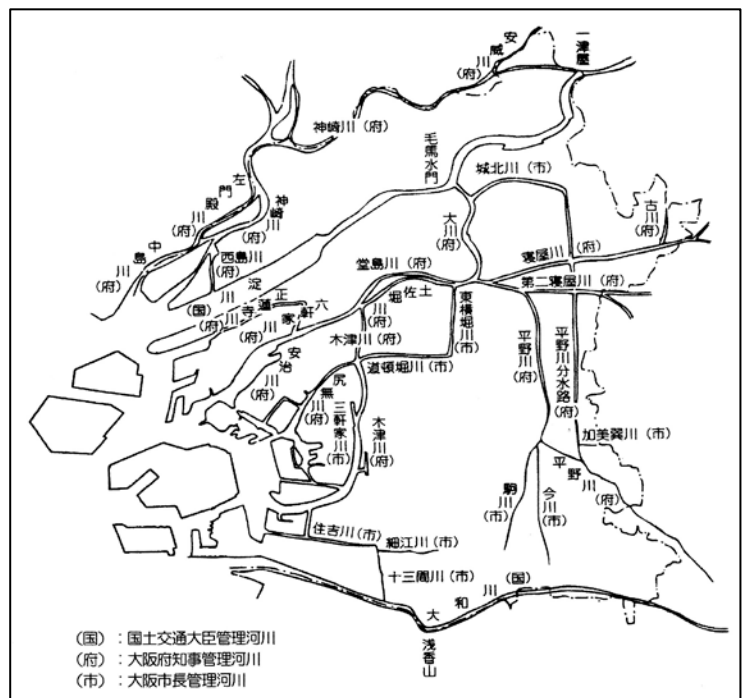 一津屋
安威川(府)
神崎川(府)
毛馬水門
城北川(市)
古川(府)
左門殿川(府)
神崎川(府)
中島川(府)
西島川(府)
大川(府)
寝屋川(府)
堂島川(府)
第二寝屋川(府)
淀川(国)
正蓮寺川(府)
六軒家川(府)
土佐堀川(府)
東横堀川(市)
木津川(府)
安治川(府)
道頓堀川(市)
平野川(府)
平野川分水路(府)
尻無川(府)
三軒家川(市)
木津川(府)
加美巽川(市)
平野川(府)
駒川(市)
今川(市)
住吉川(市)
細江川(市)
十三間川(市)
大和川(国)
浅香山
(国):国土交通大臣管理河川
(府):大阪府知事管理河川
(市):大阪市長管理河川